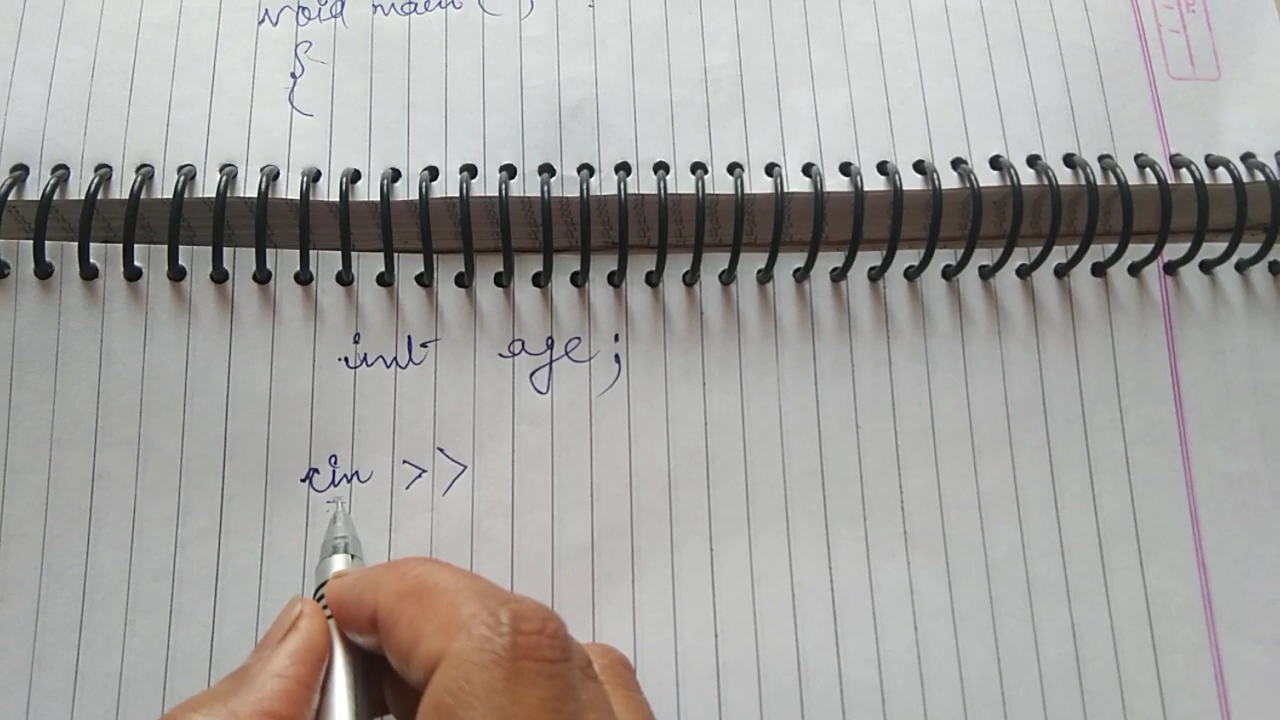 void main ( )
{
int age;
cin >>